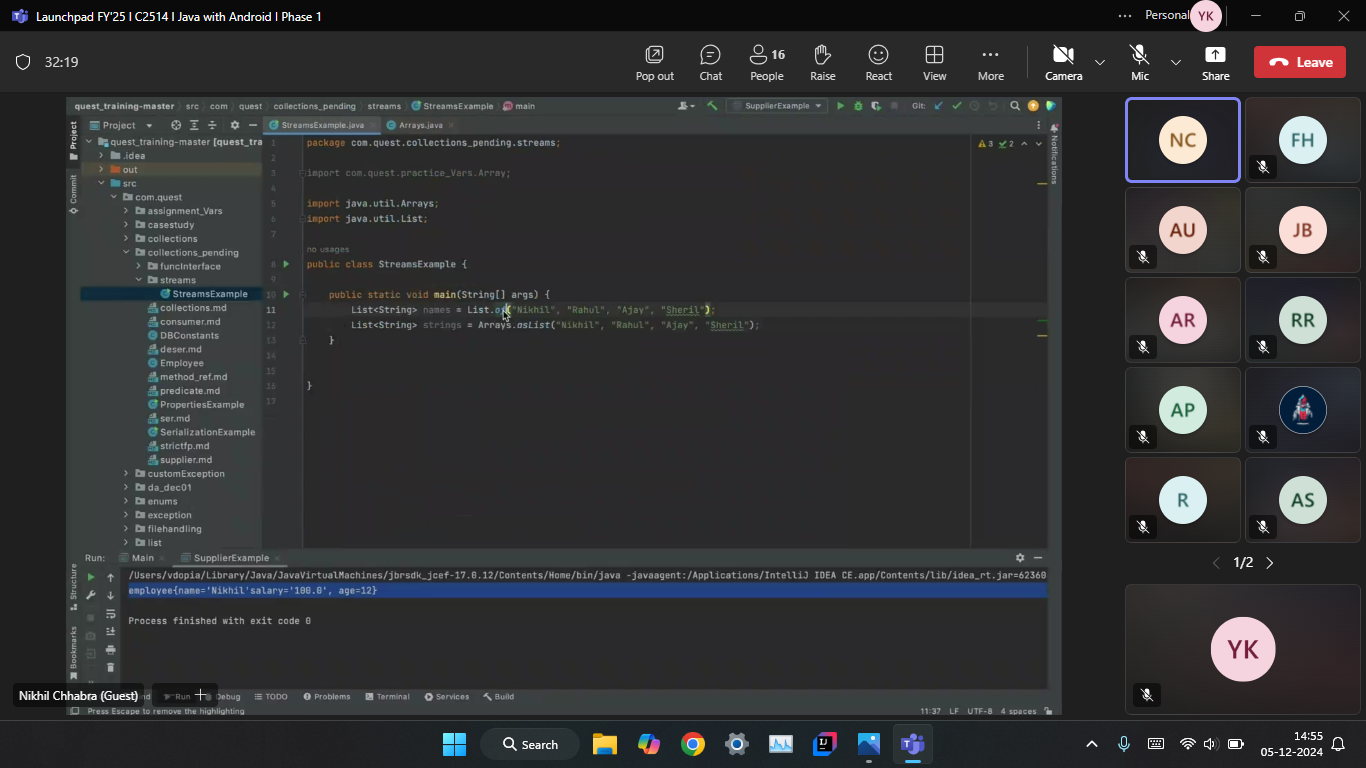 Launchpad FY'25 | C2514 | Java with Android | Phase 1
Personal
YK
32:19
Pop out
Chat
16
People
Raise
React
View
More
Camera
Mic
Share
Leave
quest_training-master
src
com
quest
collections_pending
streams
StreamsExample
main
SupplierExample
Git:
Project
StreamsExample.java
Arrays.java
Project
Commit
Structure
Bookmarks
Notifications
quest_training-master [quest_tra
.idea
out
src
com.quest
assignment_Vars
casestudy
collections
collections_pending
funcInterface
streams
StreamsExample
collections.md
consumer.md
DBConstants
deser.md
Employee
method_ref.md
predicate.md
PropertiesExample
ser.md
SerializationExample
strictfp.md
supplier.md
customException
da_dec01
enums
exception
filehandling
list
3
2
1 package com.quest.collections_pending.streams;
2
3 import com.quest.practice_Vars.Array;
4
5 import java.util.Arrays;
6 import java.util.List;
7
no usages
8 public class StreamsExample {
9
10 public static void main(String[] args) {
11 List<String> names = List.of("Nikhil", "Rahul", "Ajay", "Sheril");
12 List<String> strings = Arrays.asList("Nikhil", "Rahul", "Ajay", "Sheril");
13 }
14
15
16 }
17
Run:
Main
SupplierExample
/Users/vdopia/Library/Java/JavaVirtualMachines/jbrsdk_jcef-17.0.12/Contents/Home/bin/java -javaagent:/Applications/IntelliJ IDEA CE.app/Contents/lib/idea_rt.jar=62360
employee{name='Nikhil'salary='100.0', age=12}
Process finished with exit code 0
Nikhil Chhabra (Guest)
Run
Debug
TODO
Problems
Terminal
Services
Build
Press Escape to remove the highlighting
11:37
LF
UTF-8
4 spaces
NC
FH
AU
JB
AR
RR
AP
R
AS
1/2
YK
Search
14:55
05-12-2024